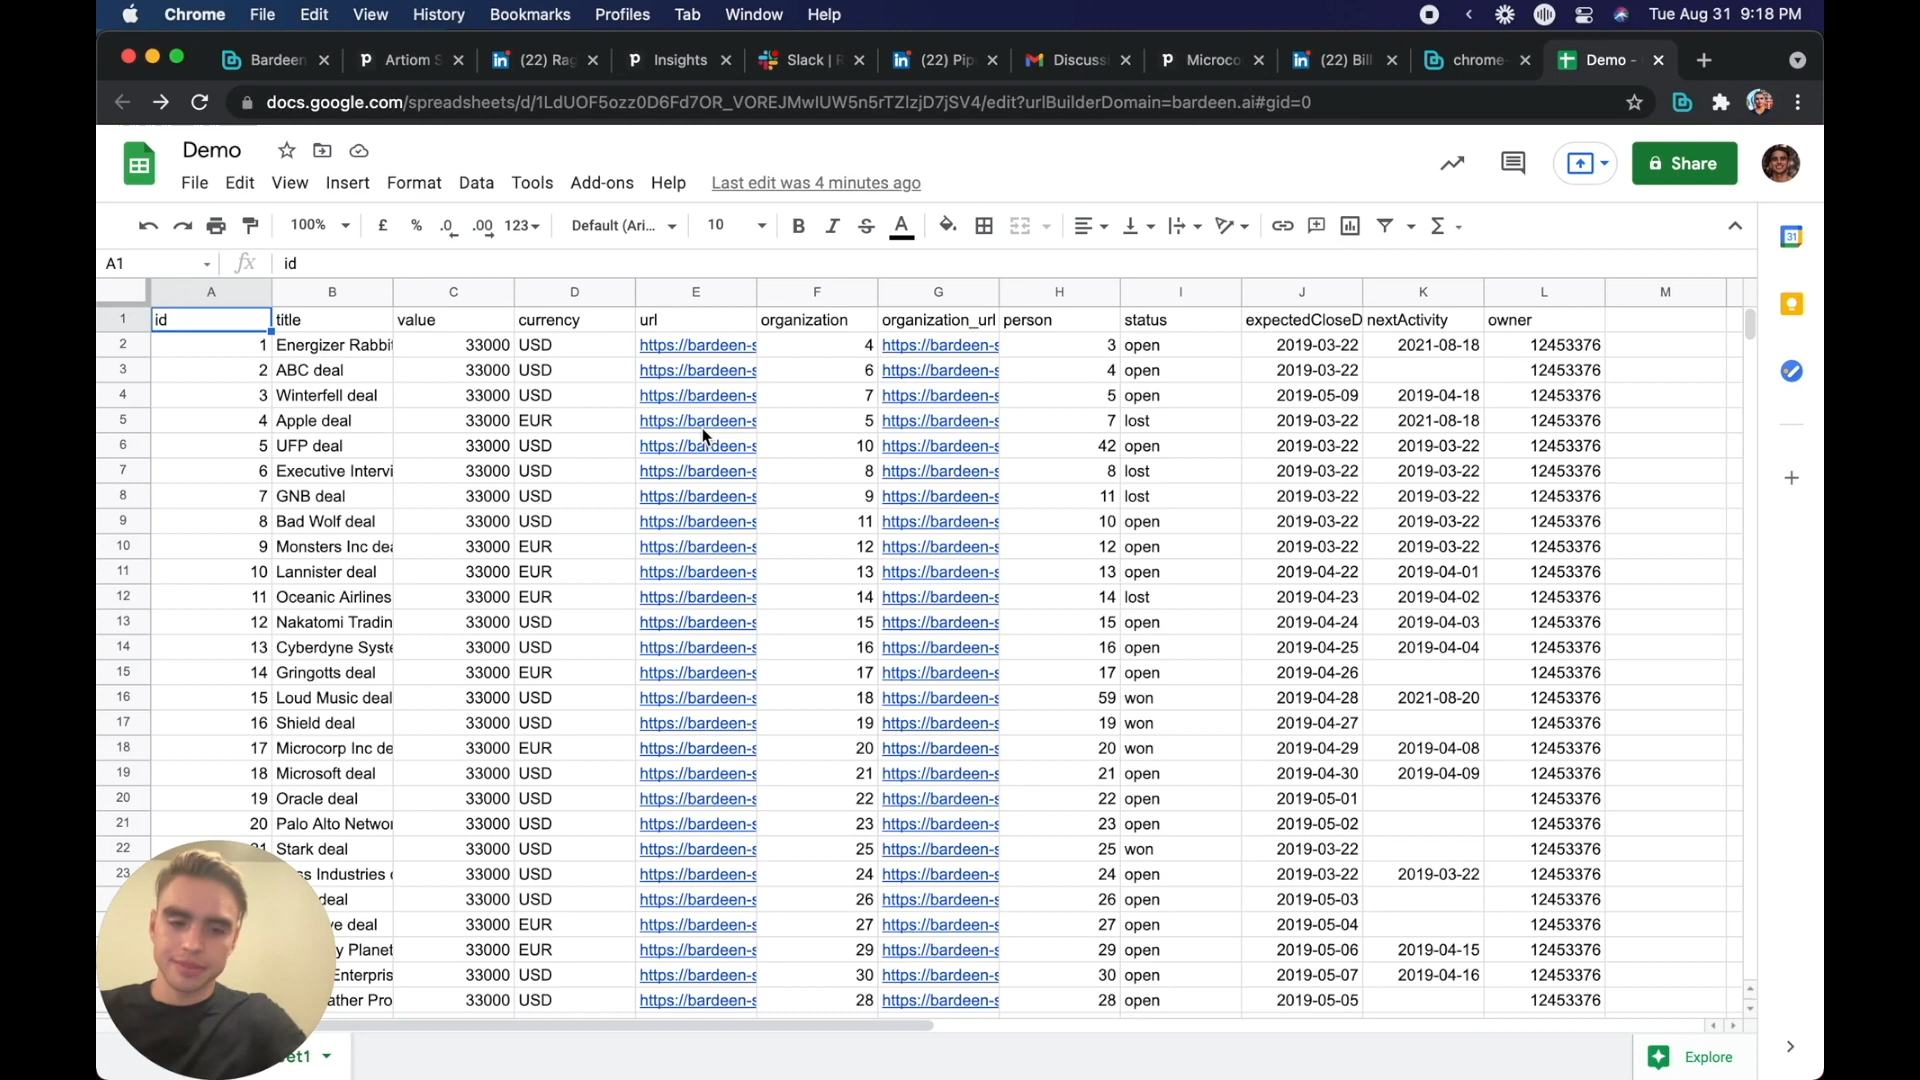 Chrome File Edit View History Bookmarks Profiles Tab Window Help Tue Aug 31 9:18 PM
Bardeen Artiom S (22) Rag Insights Slack | R (22) Pip Discussi Microco (22) Bill chrome- Demo -
docs.google.com/spreadsheets/d/1LdUOF5ozz0D6Fd7OR_VOREJMwIUW5n5rTZIzjD7jSV4/edit?urlBuilderDomain=bardeen.ai#gid=0
Demo
File Edit View Insert Format Data Tools Add-ons Help Last edit was 4 minutes ago
Share
100% £ % .0 .00 123 Default (Ari... 10 B I S A Σ
31
A1 fx id
A B C D E F G H I J K L M
1 id title value currency url organization organization_url person status expectedCloseD nextActivity owner
2 1 Energizer Rabbi 33000 USD https://bardeen-s 4 https://bardeen-s 3 open 2019-03-22 2021-08-18 12453376
3 2 ABC deal 33000 USD https://bardeen-s 6 https://bardeen-s 4 open 2019-03-22 12453376
4 3 Winterfell deal 33000 USD https://bardeen-s 7 https://bardeen-s 5 open 2019-05-09 2019-04-18 12453376
5 4 Apple deal 33000 EUR https://bardeen-s 5 https://bardeen-s 7 lost 2019-03-22 2021-08-18 12453376
6 5 UFP deal 33000 USD https://bardeen-s 10 https://bardeen-s 42 open 2019-03-22 2019-03-22 12453376
7 6 Executive Intervi 33000 USD https://bardeen-s 8 https://bardeen-s 8 lost 2019-03-22 2019-03-22 12453376
8 7 GNB deal 33000 USD https://bardeen-s 9 https://bardeen-s 11 lost 2019-03-22 2019-03-22 12453376
9 8 Bad Wolf deal 33000 USD https://bardeen-s 11 https://bardeen-s 10 open 2019-03-22 2019-03-22 12453376
10 9 Monsters Inc dea 33000 EUR https://bardeen-s 12 https://bardeen-s 12 open 2019-03-22 2019-03-22 12453376
11 10 Lannister deal 33000 EUR https://bardeen-s 13 https://bardeen-s 13 open 2019-04-22 2019-04-01 12453376
12 11 Oceanic Airlines 33000 EUR https://bardeen-s 14 https://bardeen-s 14 lost 2019-04-23 2019-04-02 12453376
13 12 Nakatomi Tradin 33000 USD https://bardeen-s 15 https://bardeen-s 15 open 2019-04-24 2019-04-03 12453376
14 13 Cyberdyne Syste 33000 USD https://bardeen-s 16 https://bardeen-s 16 open 2019-04-25 2019-04-04 12453376
15 14 Gringotts deal 33000 EUR https://bardeen-s 17 https://bardeen-s 17 open 2019-04-26 12453376
16 15 Loud Music deal 33000 USD https://bardeen-s 18 https://bardeen-s 59 won 2019-04-28 2021-08-20 12453376
17 16 Shield deal 33000 USD https://bardeen-s 19 https://bardeen-s 19 won 2019-04-27 12453376
18 17 Microcorp Inc de 33000 EUR https://bardeen-s 20 https://bardeen-s 20 won 2019-04-29 2019-04-08 12453376
19 18 Microsoft deal 33000 USD https://bardeen-s 21 https://bardeen-s 21 open 2019-04-30 2019-04-09 12453376
20 19 Oracle deal 33000 USD https://bardeen-s 22 https://bardeen-s 22 open 2019-05-01 12453376
21 20 Palo Alto Networ 33000 USD https://bardeen-s 23 https://bardeen-s 23 open 2019-05-02 12453376
22 21 Stark deal 33000 USD https://bardeen-s 25 https://bardeen-s 25 won 2019-03-22 12453376
23 ss Industries 33000 USD https://bardeen-s 24 https://bardeen-s 24 open 2019-03-22 2019-03-22 12453376
deal 33000 USD https://bardeen-s 26 https://bardeen-s 26 open 2019-05-03 12453376
ve deal 33000 EUR https://bardeen-s 27 https://bardeen-s 27 open 2019-05-04 12453376
y Planet 33000 EUR https://bardeen-s 29 https://bardeen-s 29 open 2019-05-06 2019-04-15 12453376
Enterpris 33000 USD https://bardeen-s 30 https://bardeen-s 30 open 2019-05-07 2019-04-16 12453376
ather Pro 33000 USD https://bardeen-s 28 https://bardeen-s 28 open 2019-05-05 12453376
et1 Explore